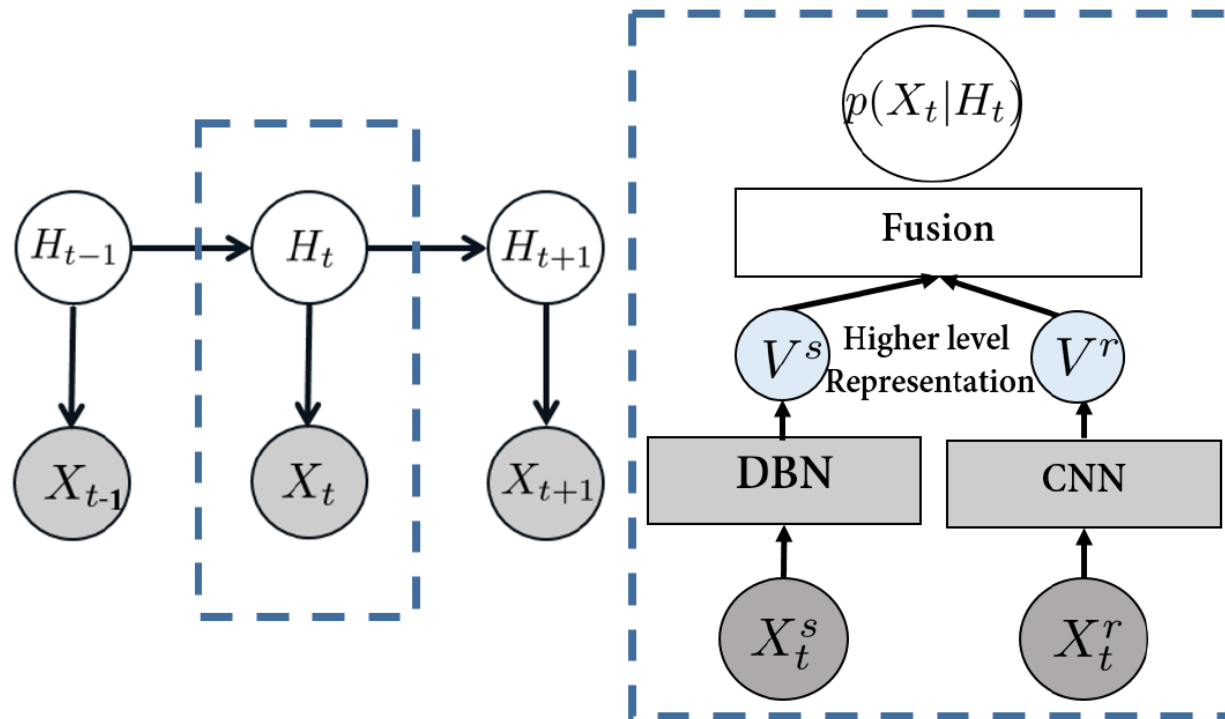 H_{t-1}
H_t
H_{t+1}
X_{t-1}
X_t
X_{t+1}
p(X_t|H_t)
Fusion
V^s
Higher level
Representation
V^r
DBN
CNN
X_t^s
X_t^r